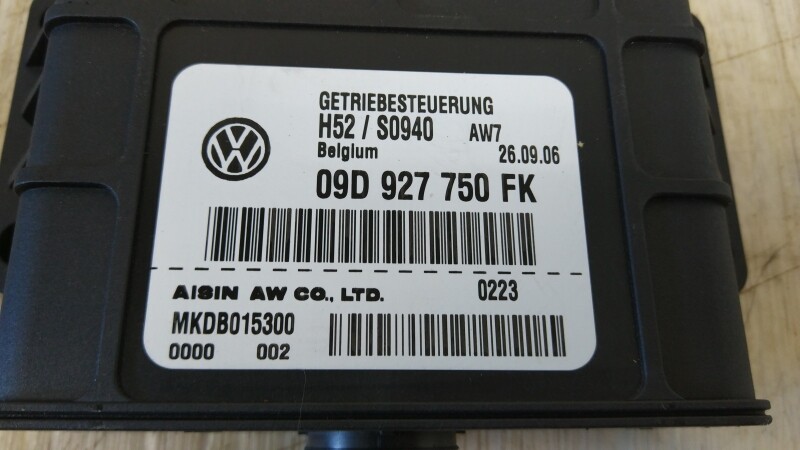 GETRIEBESTEUERUNG
H52 / S0940 AW7
Belgium 26.09.06
09D 927 750 FK
AISIN AW CO., LTD. 0223
MKDB015300
0000 002